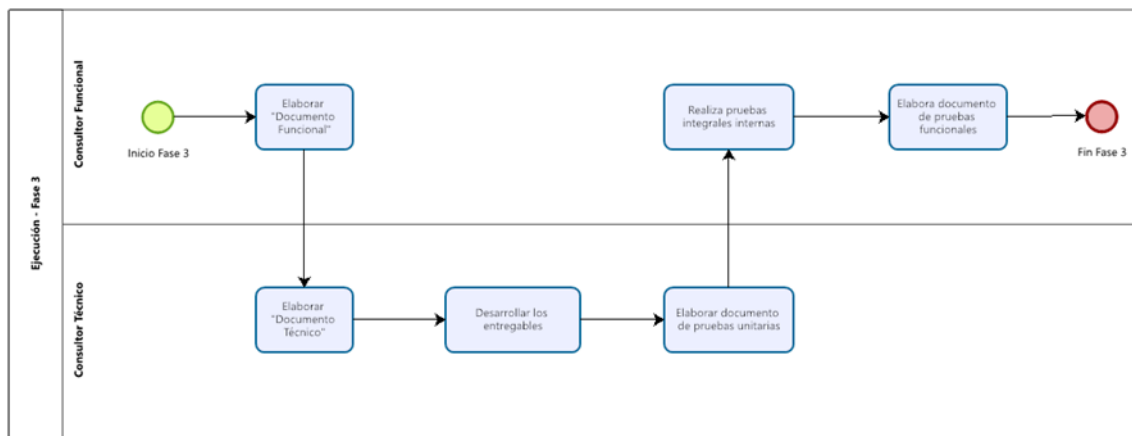 Ejecución - Fase 3
Consultor Funcional
Inicio Fase 3
Elaborar
"Documento
Funcional"
Realiza pruebas
integrales internas
Elabora documento
de pruebas
funcionales
Fin Fase 3
Consultor Técnico
Elaborar
"Documento
Técnico"
Desarrollar los
entregables
Elaborar documento
de pruebas unitarias